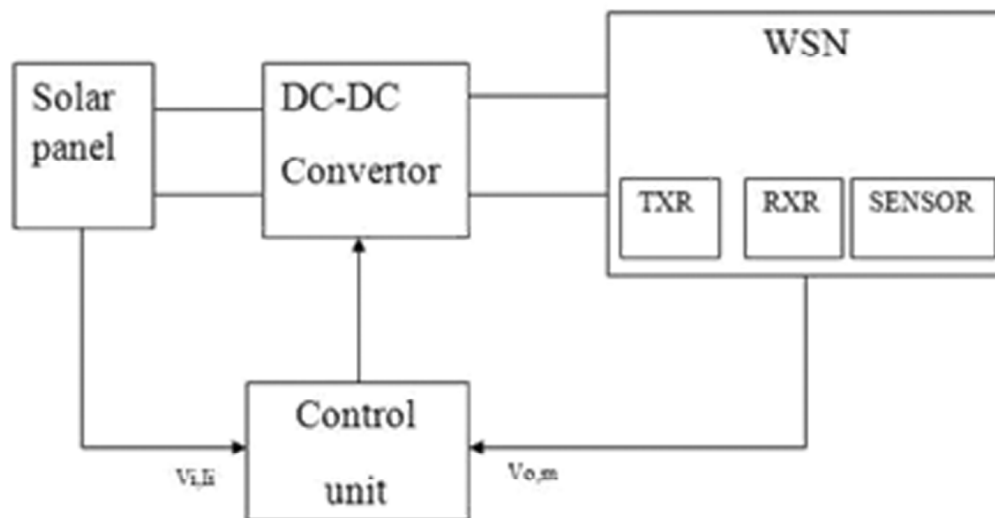 WSN
Solar
panel
DC-DC
Convertor
TXR
RXR
SENSOR
Control
unit
Vi,Ii
Vo,m